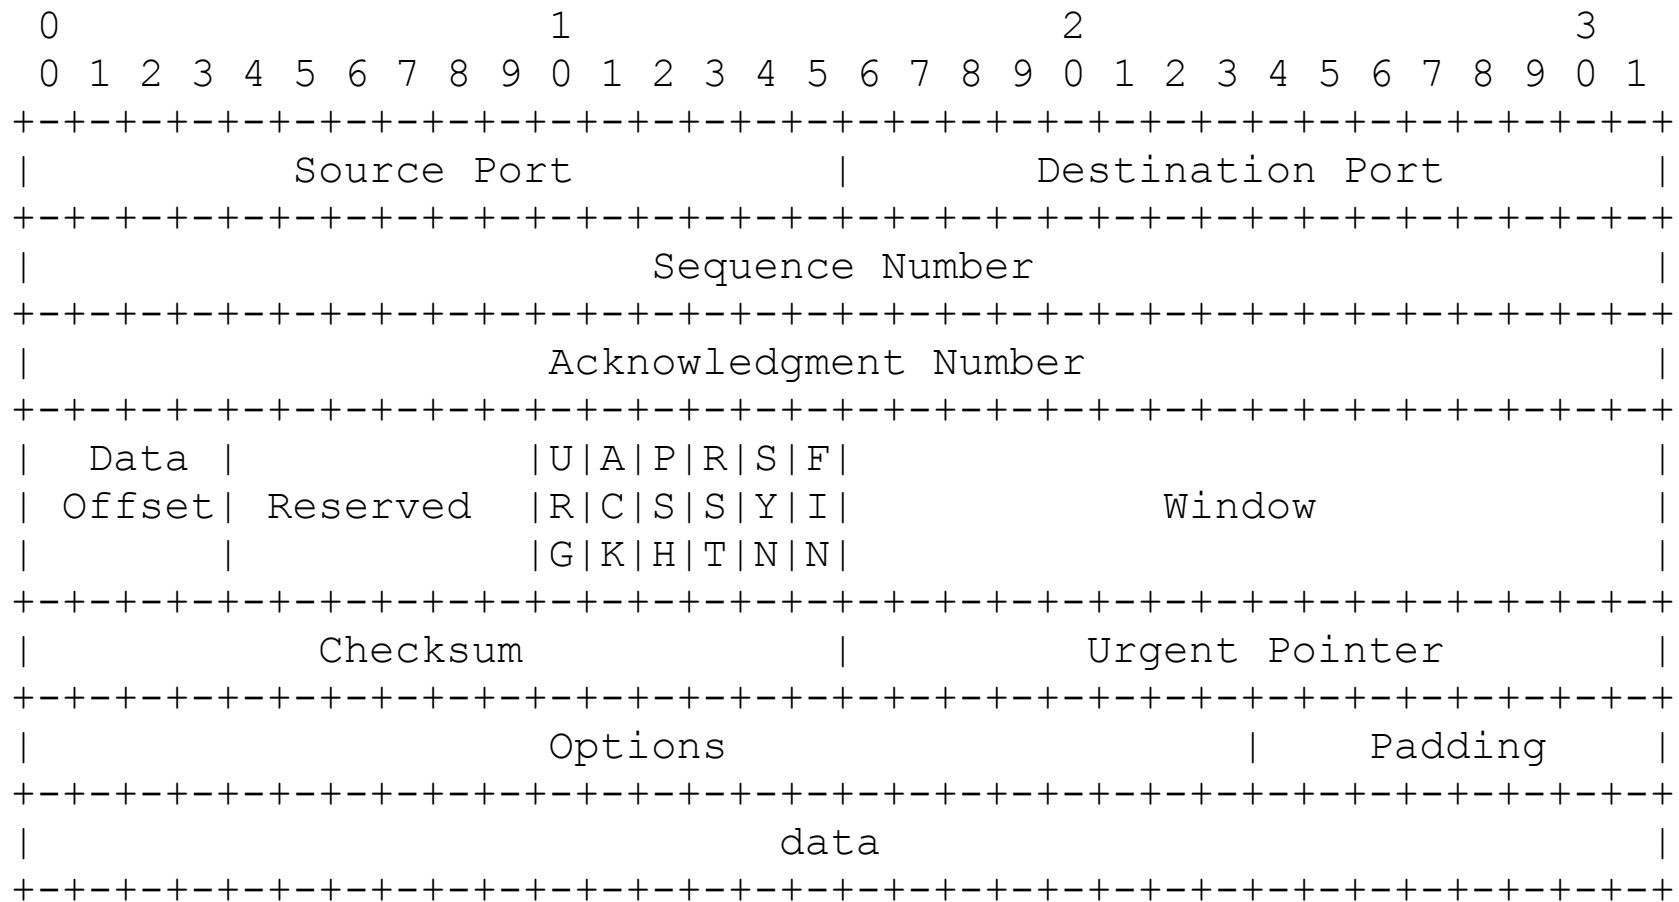 0                   1                   2                   3
 0 1 2 3 4 5 6 7 8 9 0 1 2 3 4 5 6 7 8 9 0 1 2 3 4 5 6 7 8 9 0 1
+-+-+-+-+-+-+-+-+-+-+-+-+-+-+-+-+-+-+-+-+-+-+-+-+-+-+-+-+-+-+-+-+
|          Source Port          |       Destination Port        |
+-+-+-+-+-+-+-+-+-+-+-+-+-+-+-+-+-+-+-+-+-+-+-+-+-+-+-+-+-+-+-+-+
|                        Sequence Number                        |
+-+-+-+-+-+-+-+-+-+-+-+-+-+-+-+-+-+-+-+-+-+-+-+-+-+-+-+-+-+-+-+-+
|                    Acknowledgment Number                      |
+-+-+-+-+-+-+-+-+-+-+-+-+-+-+-+-+-+-+-+-+-+-+-+-+-+-+-+-+-+-+-+-+
|  Data |           |U|A|P|R|S|F|                               |
| Offset| Reserved  |R|C|S|S|Y|I|            Window             |
|       |           |G|K|H|T|N|N|                               |
+-+-+-+-+-+-+-+-+-+-+-+-+-+-+-+-+-+-+-+-+-+-+-+-+-+-+-+-+-+-+-+-+
|           Checksum            |         Urgent Pointer        |
+-+-+-+-+-+-+-+-+-+-+-+-+-+-+-+-+-+-+-+-+-+-+-+-+-+-+-+-+-+-+-+-+
|                    Options                    |    Padding    |
+-+-+-+-+-+-+-+-+-+-+-+-+-+-+-+-+-+-+-+-+-+-+-+-+-+-+-+-+-+-+-+-+
|                             data                              |
+-+-+-+-+-+-+-+-+-+-+-+-+-+-+-+-+-+-+-+-+-+-+-+-+-+-+-+-+-+-+-+-+